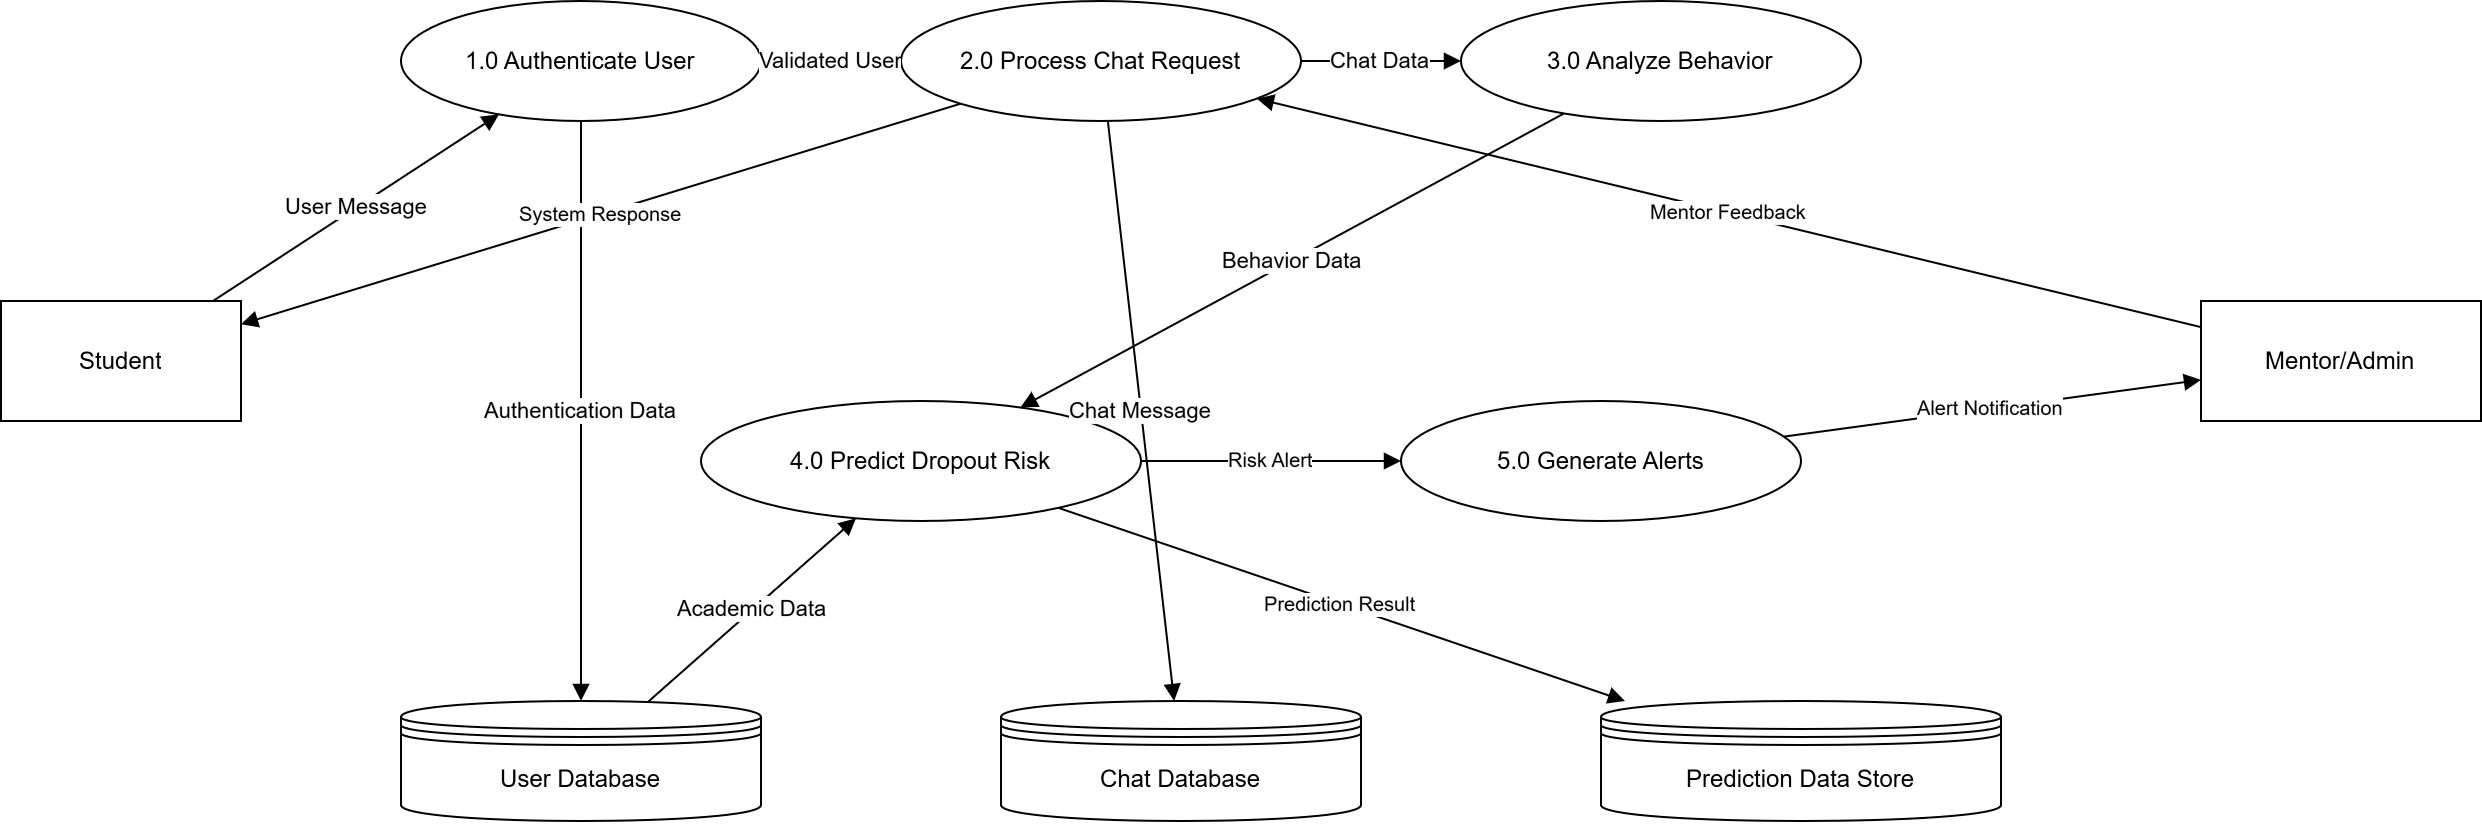 1.0 Authenticate User
Validated User
2.0 Process Chat Request
Chat Data
3.0 Analyze Behavior
User Message
System Response
Mentor Feedback
Behavior Data
Student
Mentor/Admin
Authentication Data
Chat Message
Alert Notification
4.0 Predict Dropout Risk
Risk Alert
5.0 Generate Alerts
Academic Data
Prediction Result
User Database
Chat Database
Prediction Data Store